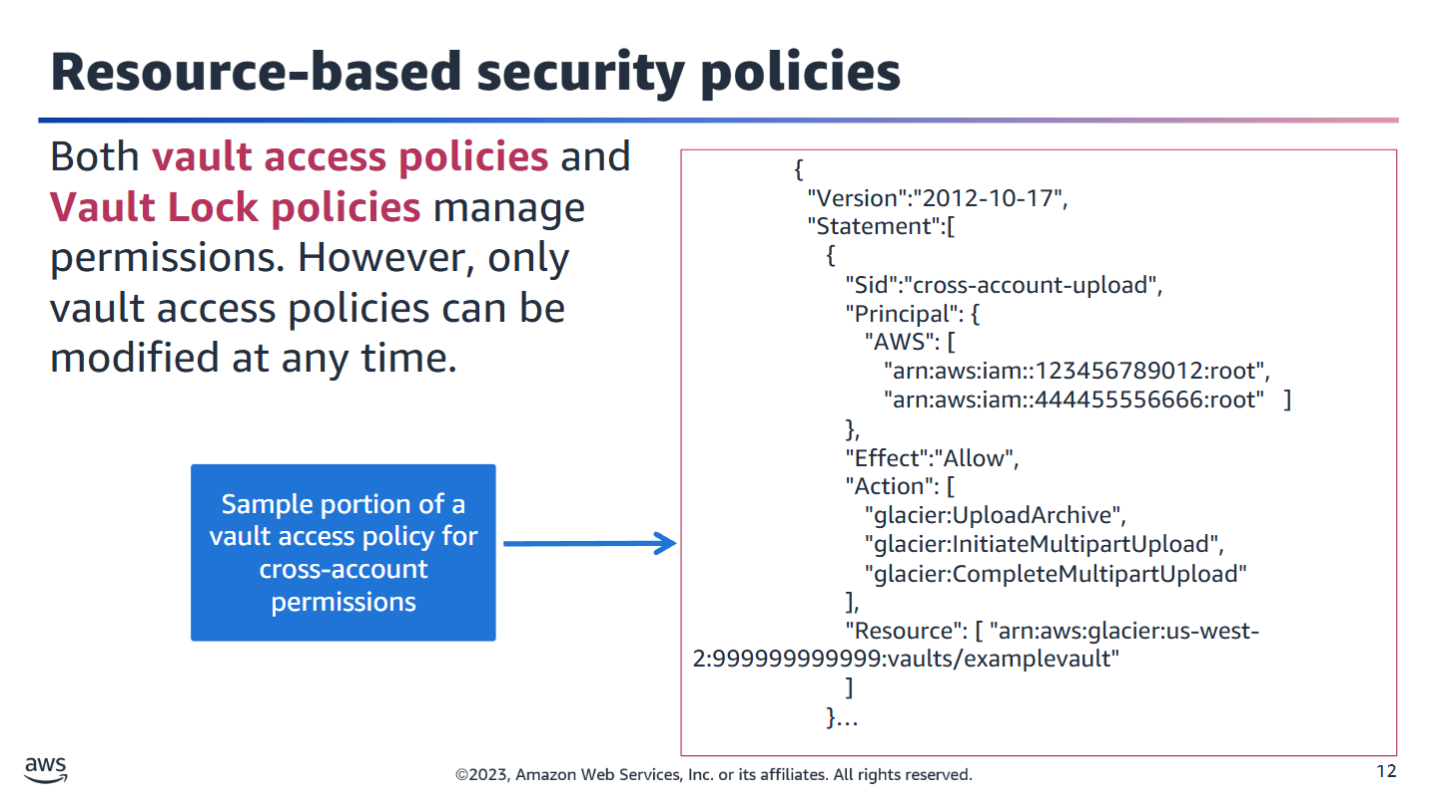 Resource-based security policies
Both vault access policies and
Vault Lock policies manage
permissions. However, only
vault access policies can be
modified at any time.
Sample portion of a
vault access policy for
cross-account
permissions
{
"Version":"2012-10-17",
"Statement":[
{
"Sid":"cross-account-upload",
"Principal": {
"AWS": [
"arn:aws:iam::123456789012:root",
"arn:aws:iam::444455556666:root"   ]
},
"Effect":"Allow",
"Action": [
"glacier:UploadArchive",
"glacier:InitiateMultipartUpload",
"glacier:CompleteMultipartUpload"
],
"Resource": [ "arn:aws:glacier:us-west-
2:999999999999:vaults/examplevault"
]
}...
aws
©2023, Amazon Web Services, Inc. or its affiliates. All rights reserved.
12